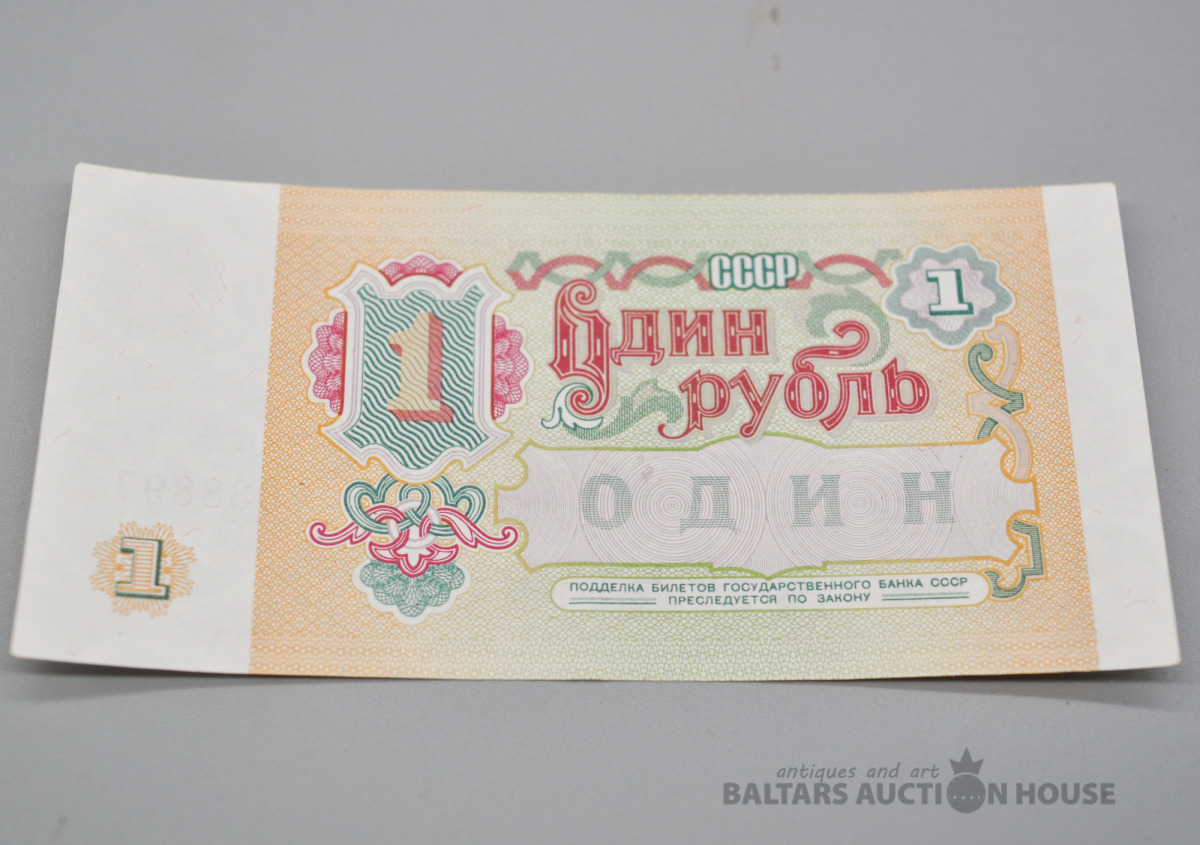 СССР
1
Один
1
рубль
ОДИН
1
ПОДДЕЛКА БИЛЕТОВ ГОСУДАРСТВЕННОГО БАНКА СССР
ПРЕСЛЕДУЕТСЯ ПО ЗАКОНУ
antiques and art
BALTARS AUCTION HOUSE